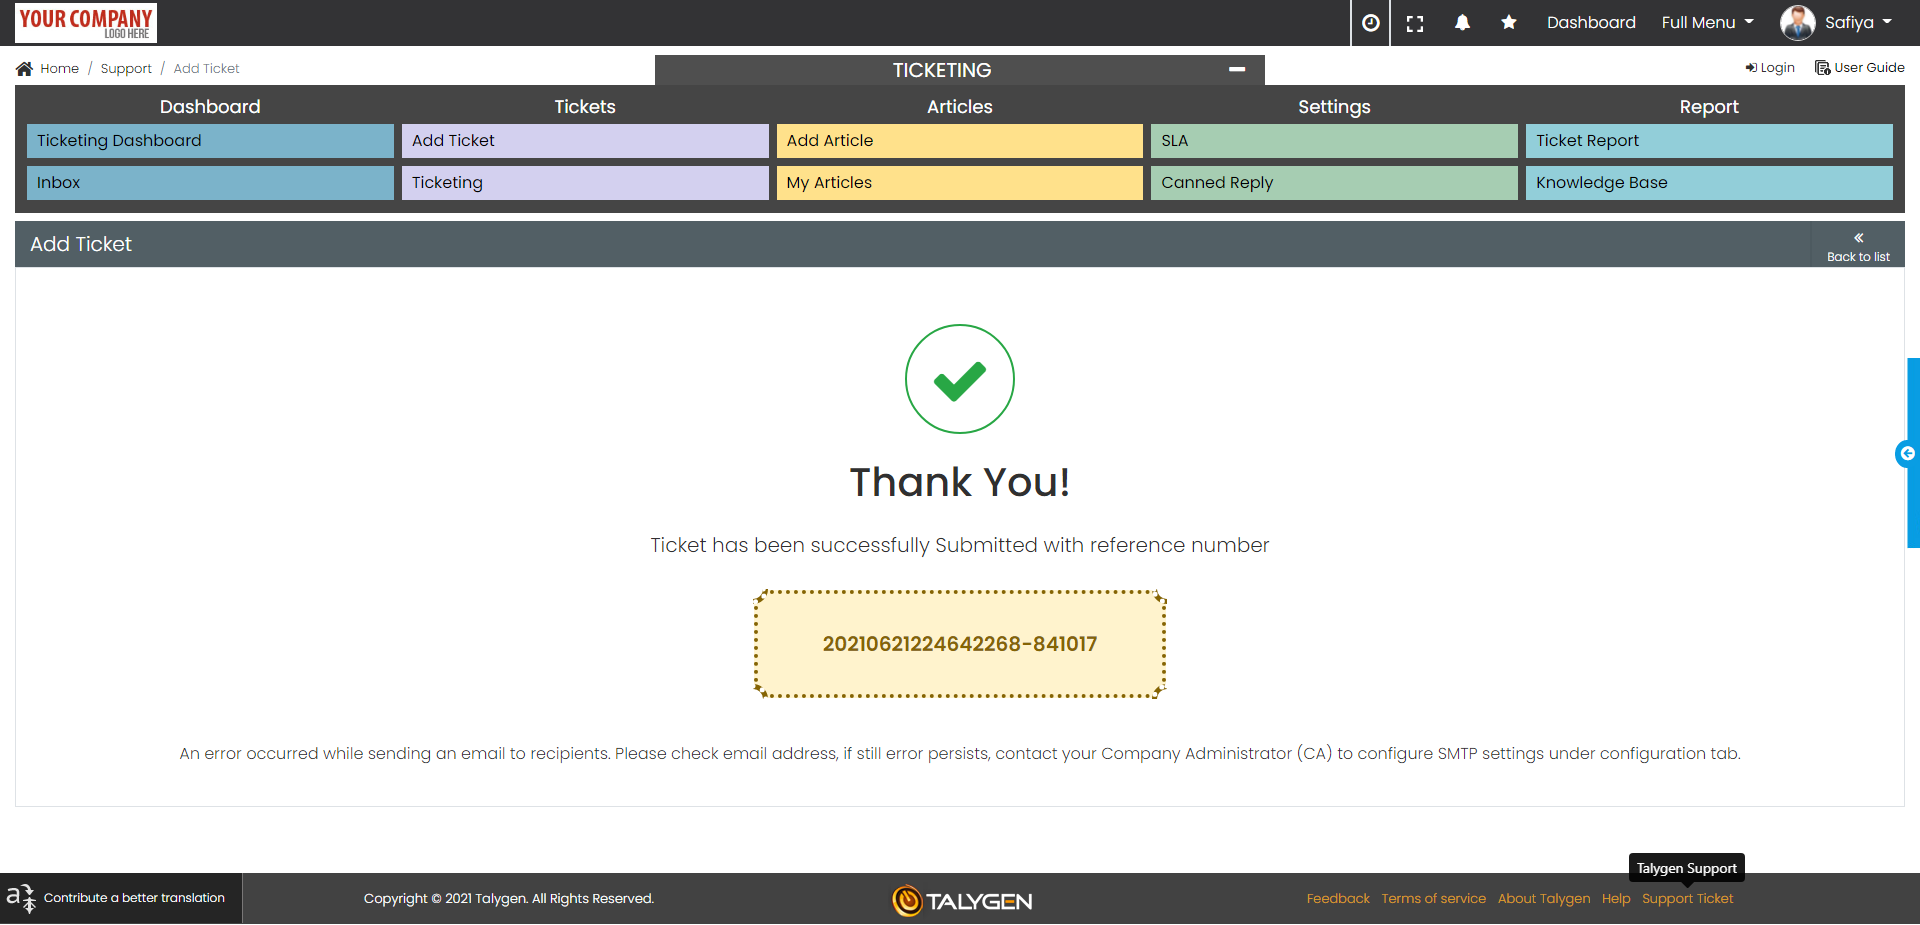 YOUR COMPANY
LOGO HERE
Dashboard
Full Menu
Safiya
Home / Support / Add Ticket
TICKETING
Login
User Guide
Dashboard
Tickets
Articles
Settings
Report
Ticketing Dashboard
Add Ticket
Add Article
SLA
Ticket Report
Inbox
Ticketing
My Articles
Canned Reply
Knowledge Base
Add Ticket
Back to list
Thank You!
Ticket has been successfully Submitted with reference number
20210621224642268-841017
An error occurred while sending an email to recipients. Please check email address, if still error persists, contact your Company Administrator (CA) to configure SMTP settings under configuration tab.
Talygen Support
Contribute a better translation
Copyright © 2021 Talygen. All Rights Reserved.
TALYGEN
Feedback
Terms of service
About Talygen
Help
Support Ticket